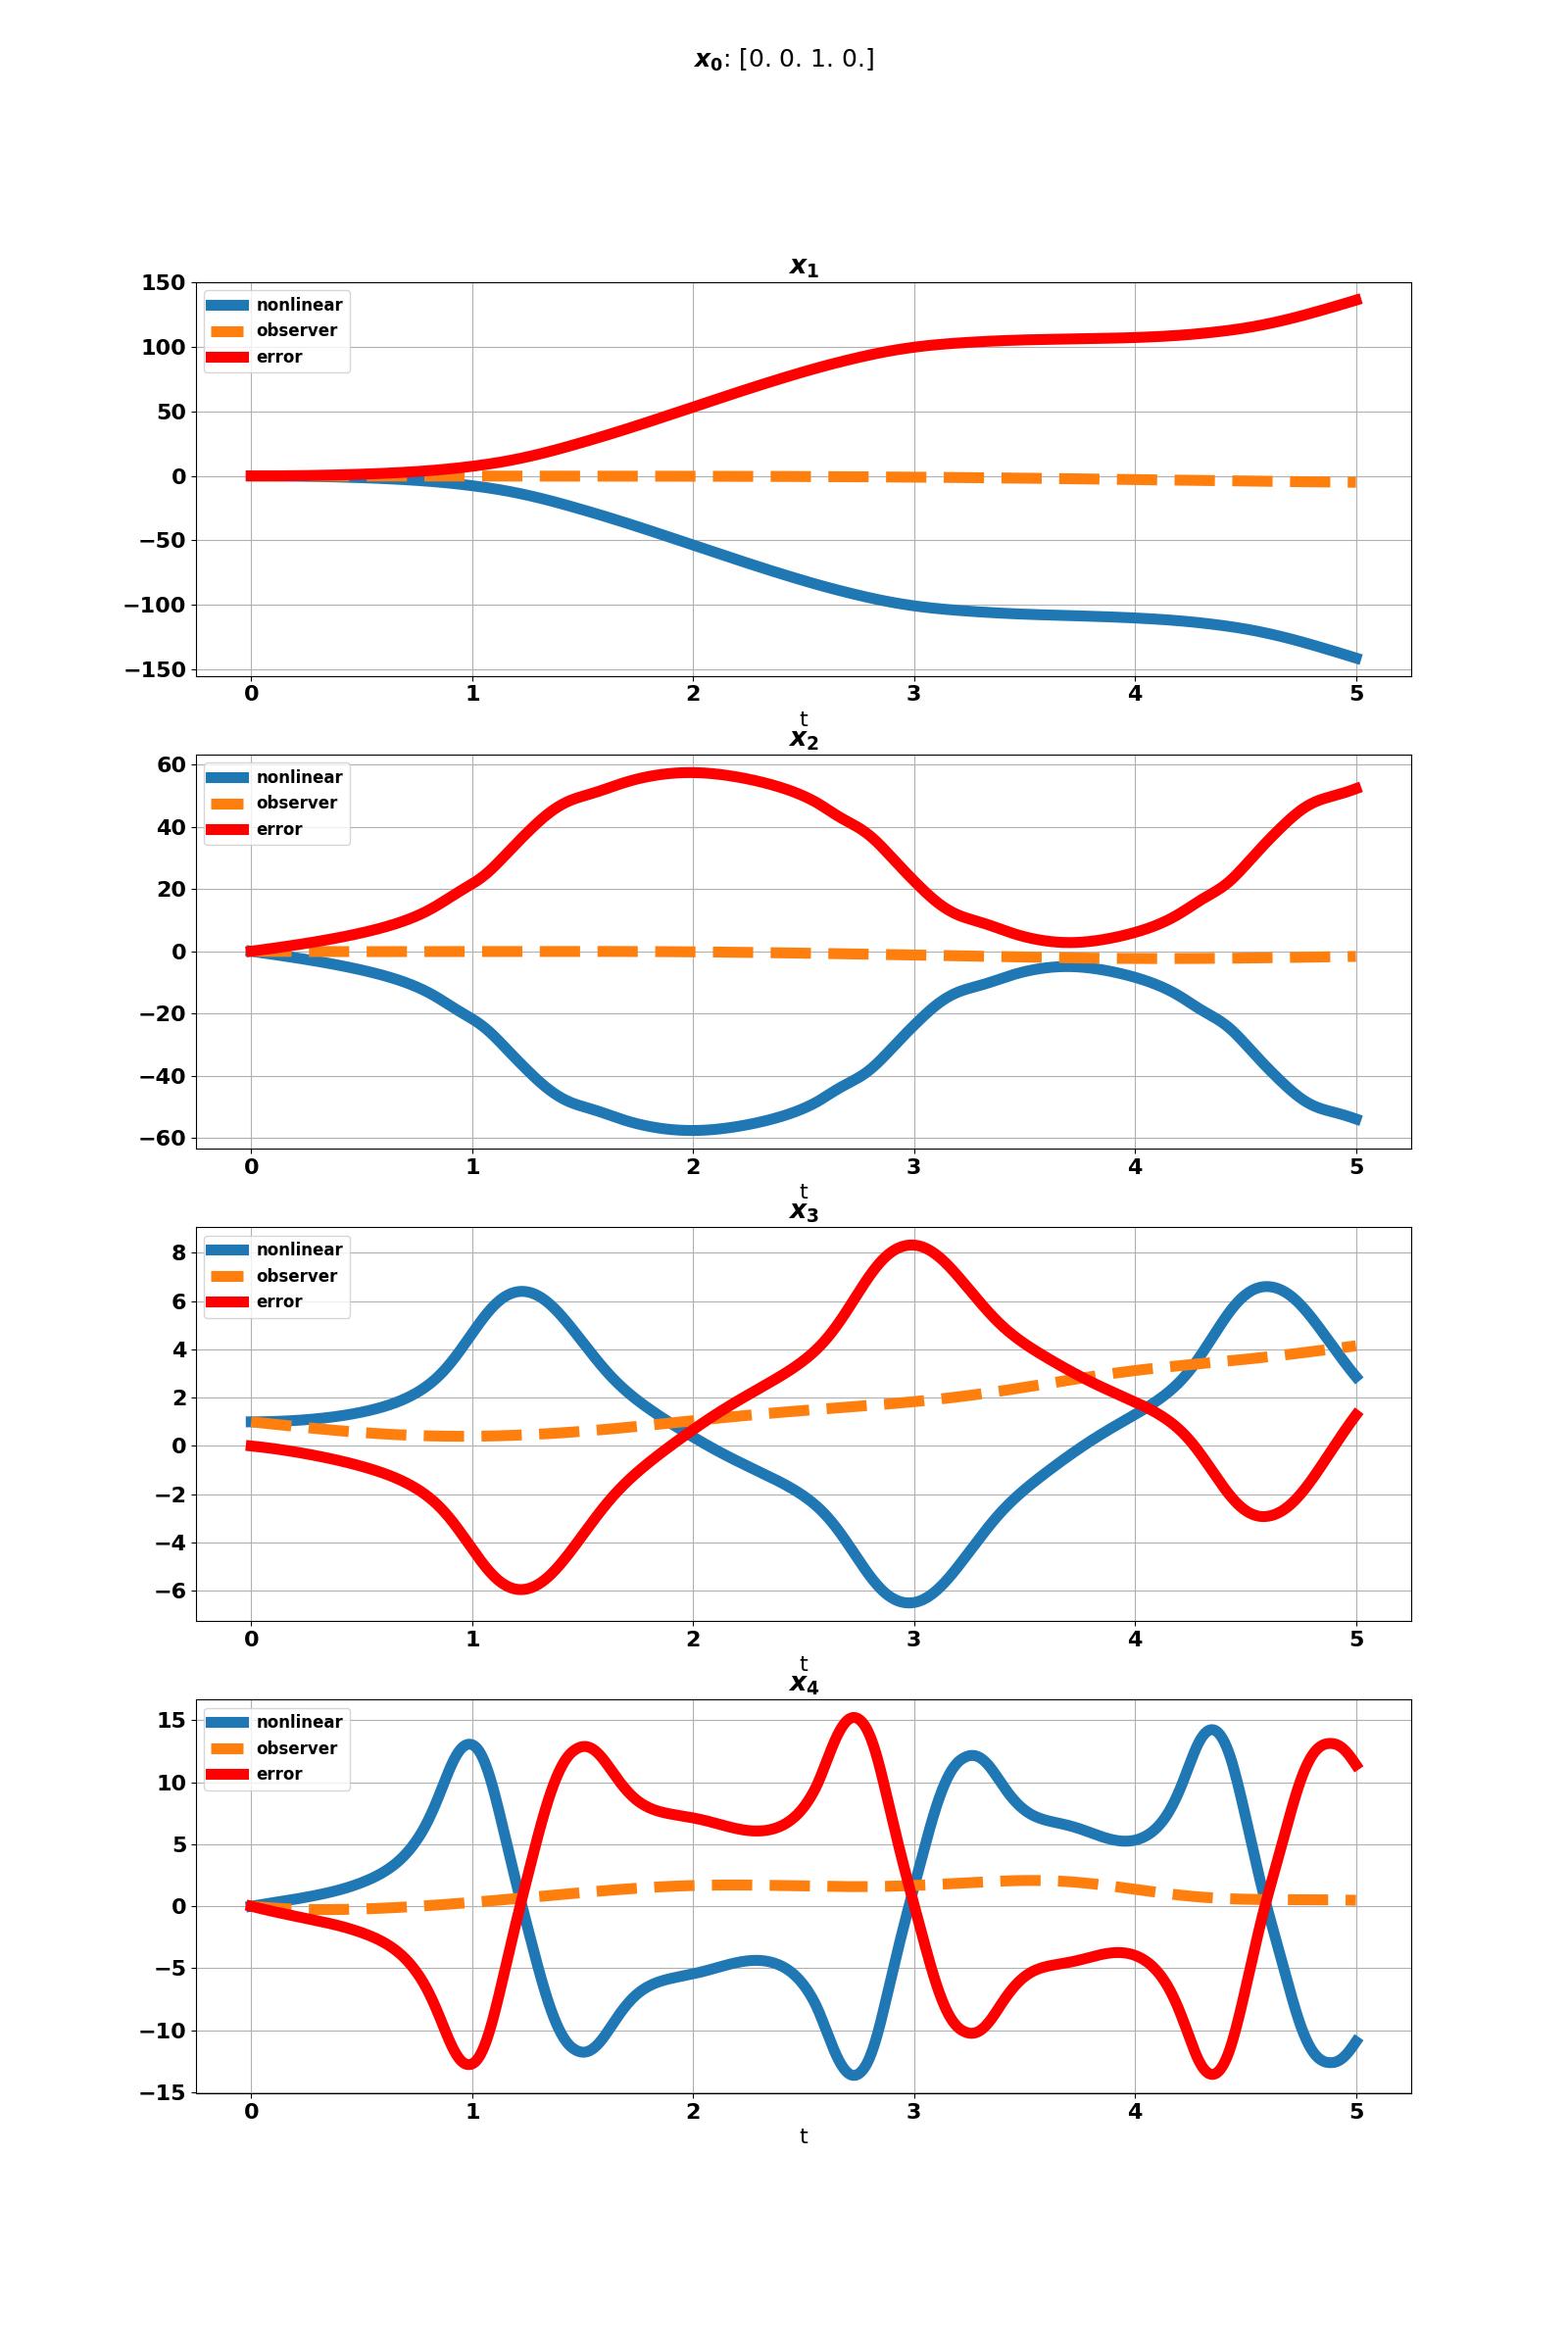 x₀: [0. 0. 1. 0.]
x₁
150
100
50
0
−50
−100
−150
nonlinear
observer
error
0 1 2 3 4 5
t
x₂
60
40
20
0
−20
−40
−60
nonlinear
observer
error
0 1 2 3 4 5
t
x₃
8
6
4
2
0
−2
−4
−6
nonlinear
observer
error
0 1 2 3 4 5
t
x₄
15
10
5
0
−5
−10
−15
nonlinear
observer
error
0 1 2 3 4 5
t